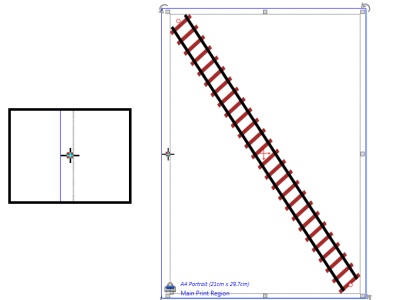 A4 Portrait (21cm x 29.7cm)
Main Print Region